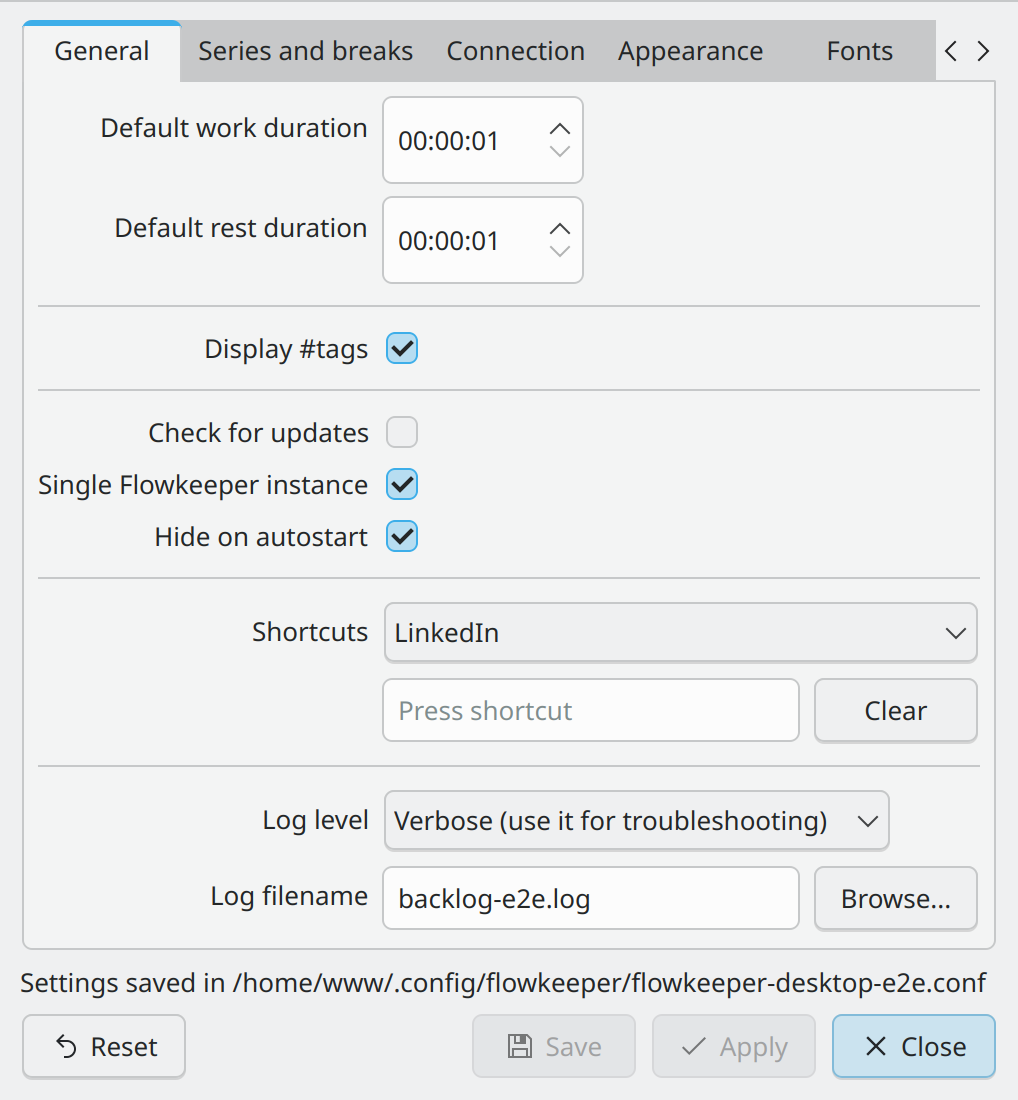 General Series and breaks Connection Appearance Fonts
Default work duration 00:00:01
Default rest duration 00:00:01
Display #tags
Check for updates
Single Flowkeeper instance
Hide on autostart
Shortcuts LinkedIn
Press shortcut Clear
Log level Verbose (use it for troubleshooting)
Log filename backlog-e2e.log Browse...
Settings saved in /home/www/.config/flowkeeper/flowkeeper-desktop-e2e.conf
Reset Save Apply Close